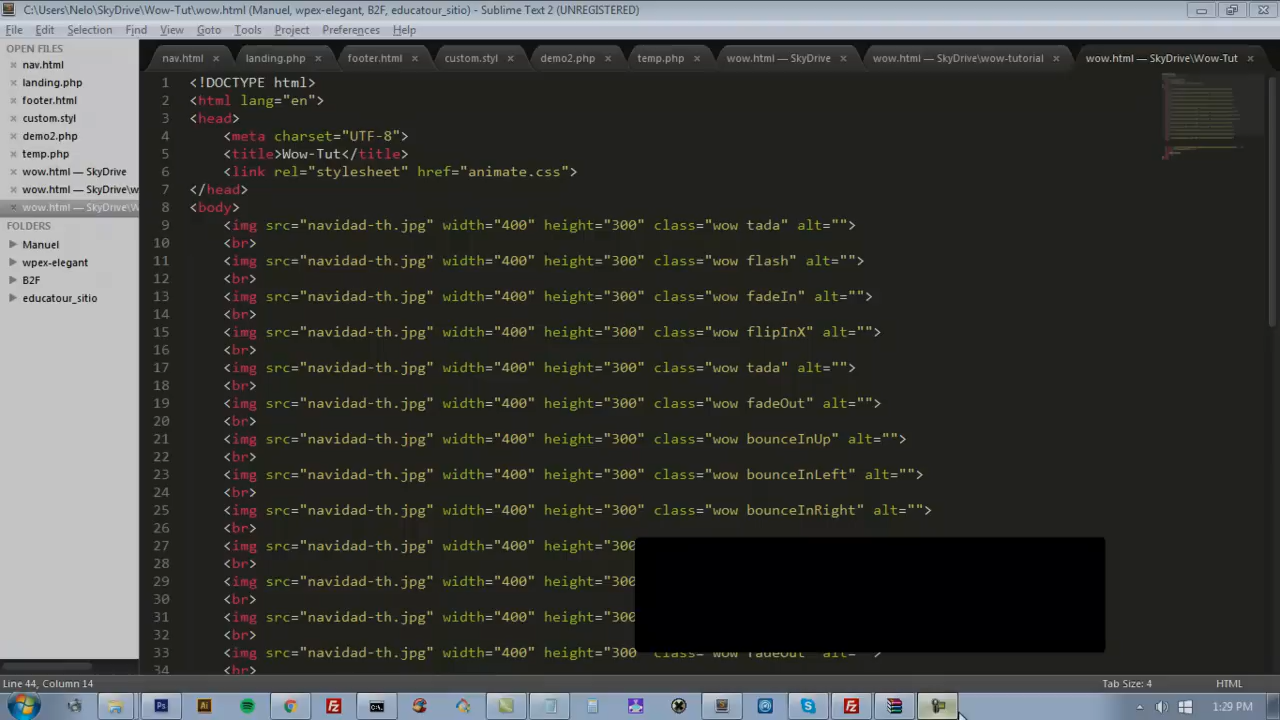 C:\Users\Nelo\SkyDrive\Wow-Tut\wow.html (Manuel, wpex-elegant, B2F, educatour_sitio) - Sublime Text 2 (UNREGISTERED)
File Edit Selection Find View Goto Tools Project Preferences Help
OPEN FILES
nav.html
landing.php
footer.html
custom.styl
demo2.php
temp.php
wow.html — SkyDrive
wow.html — SkyDrive\w
wow.html — SkyDrive\W
FOLDERS
Manuel
wpex-elegant
B2F
educatour_sitio
nav.html landing.php footer.html custom.styl demo2.php temp.php wow.html — SkyDrive wow.html — SkyDrive\wow-tutorial wow.html — SkyDrive\Wow-Tut
1 <!DOCTYPE html>
2 <html lang="en">
3 <head>
4 <meta charset="UTF-8">
5 <title>Wow-Tut</title>
6 <link rel="stylesheet" href="animate.css">
7 </head>
8 <body>
9 <img src="navidad-th.jpg" width="400" height="300" class="wow tada" alt="">
10 <br>
11 <img src="navidad-th.jpg" width="400" height="300" class="wow flash" alt="">
12 <br>
13 <img src="navidad-th.jpg" width="400" height="300" class="wow fadeIn" alt="">
14 <br>
15 <img src="navidad-th.jpg" width="400" height="300" class="wow flipInX" alt="">
16 <br>
17 <img src="navidad-th.jpg" width="400" height="300" class="wow tada" alt="">
18 <br>
19 <img src="navidad-th.jpg" width="400" height="300" class="wow fadeOut" alt="">
20 <br>
21 <img src="navidad-th.jpg" width="400" height="300" class="wow bounceInUp" alt="">
22 <br>
23 <img src="navidad-th.jpg" width="400" height="300" class="wow bounceInLeft" alt="">
24 <br>
25 <img src="navidad-th.jpg" width="400" height="300" class="wow bounceInRight" alt="">
26 <br>
27 <img src="navidad-th.jpg" width="400" height="300
28 <br>
29 <img src="navidad-th.jpg" width="400" height="300
30 <br>
31 <img src="navidad-th.jpg" width="400" height="300
32 <br>
33 <img src="navidad-th.jpg" width="400" height="300" class="wow fadeOut
34 <br>
Line 44, Column 14
Tab Size: 4
HTML
1:29 PM